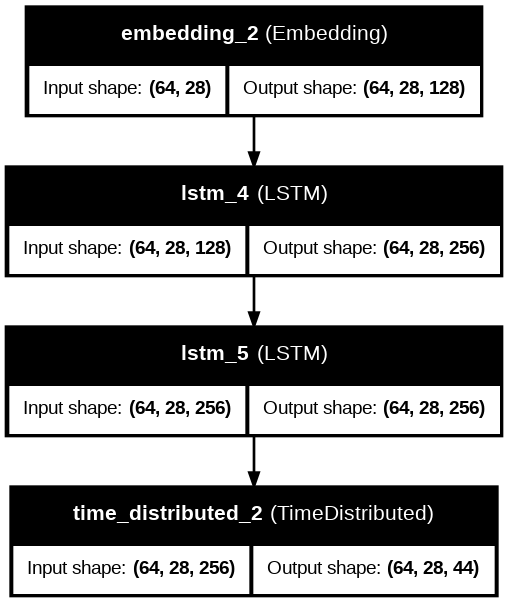 embedding_2 (Embedding)
Input shape: (64, 28) Output shape: (64, 28, 128)
lstm_4 (LSTM)
Input shape: (64, 28, 128) Output shape: (64, 28, 256)
lstm_5 (LSTM)
Input shape: (64, 28, 256) Output shape: (64, 28, 256)
time_distributed_2 (TimeDistributed)
Input shape: (64, 28, 256) Output shape: (64, 28, 44)